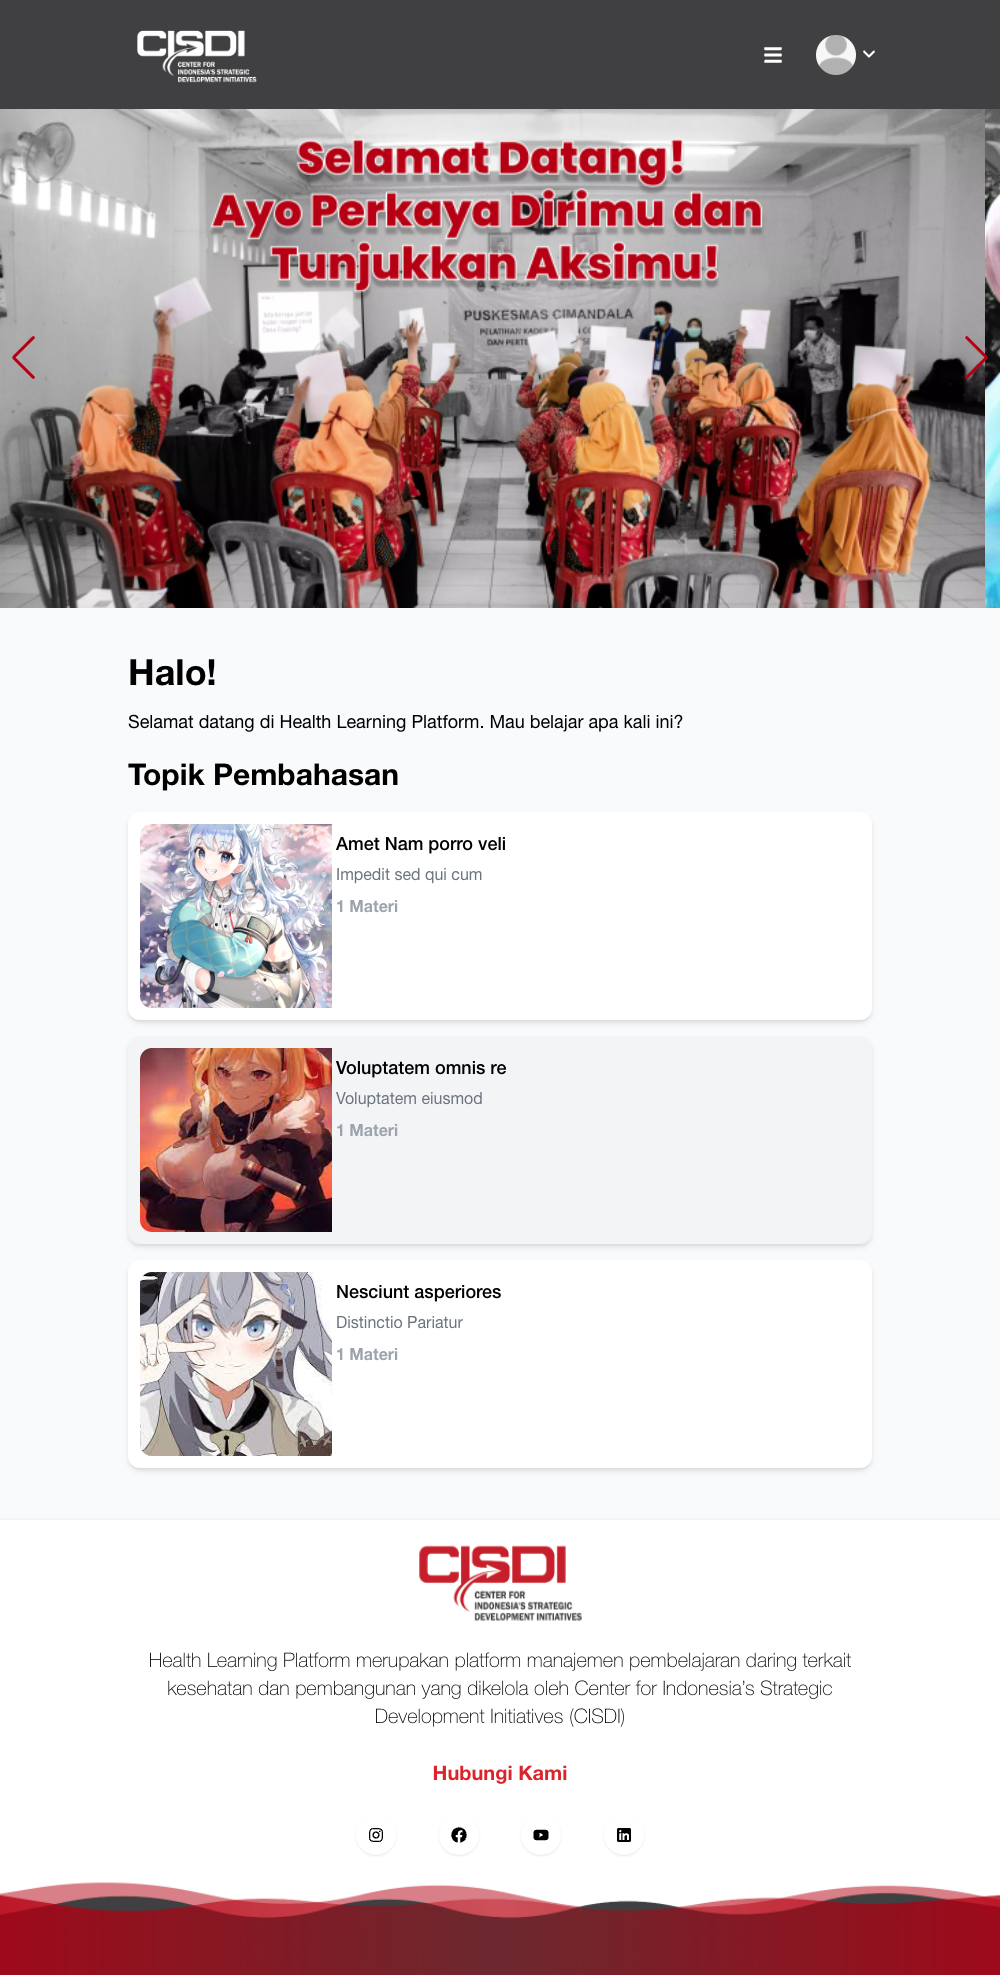 CISDI
CENTER FOR
INDONESIA'S STRATEGIC
DEVELOPMENT INITIATIVES
Selamat Datang!
Ayo Perkaya Dirimu dan
Tunjukkan Aksimu!
PUSKESMAS CIMANDALA
PELATIHAN KADER
DAN
Halo!
Selamat datang di Health Learning Platform. Mau belajar apa kali ini?
Topik Pembahasan
Amet Nam porro veli
Impedit sed qui cum
1 Materi
Voluptatem omnis re
Voluptatem eiusmod
1 Materi
Nesciunt asperiores
Distinctio Pariatur
1 Materi
CISDI
CENTER FOR
INDONESIA'S STRATEGIC
DEVELOPMENT INITIATIVES
Health Learning Platform merupakan platform manajemen pembelajaran daring terkait
kesehatan dan pembangunan yang dikelola oleh Center for Indonesia's Strategic
Development Initiatives (CISDI)
Hubungi Kami